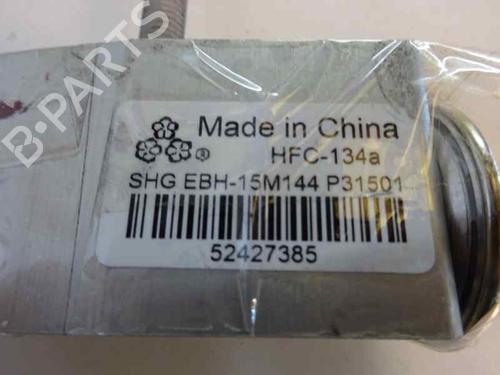 B-PARTS
® Made in China
HFC-134a
SHG EBH-15M144 P31501
52427385